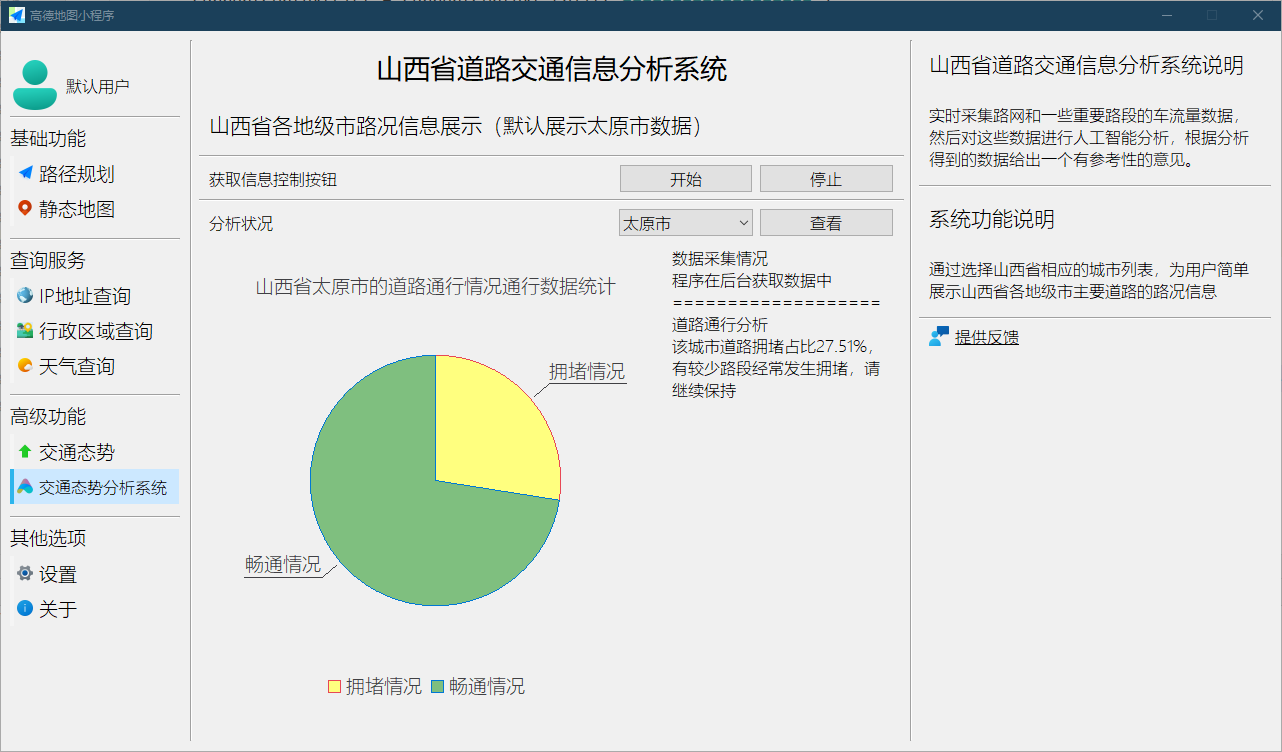 高德地图小程序
默认用户
基础功能
路径规划
静态地图
查询服务
IP地址查询
行政区域查询
天气查询
高级功能
交通态势
交通态势分析系统
其他选项
设置
关于
山西省道路交通信息分析系统
山西省各地级市路况信息展示（默认展示太原市数据）
获取信息控制按钮
开始
停止
分析状况
太原市
查看
山西省太原市的道路通行情况通行数据统计
拥堵情况
畅通情况
拥堵情况
畅通情况
数据采集情况
程序在后台获取数据中
===================
道路通行分析
该城市道路拥堵占比27.51%，
有较少路段经常发生拥堵，请
继续保持
山西省道路交通信息分析系统说明
实时采集路网和一些重要路段的车流量数据，
然后对这些数据进行人工智能分析，根据分析
得到的数据给出一个有参考性的意见。
系统功能说明
通过选择山西省相应的城市列表，为用户简单
展示山西省各地级市主要道路的路况信息
提供反馈